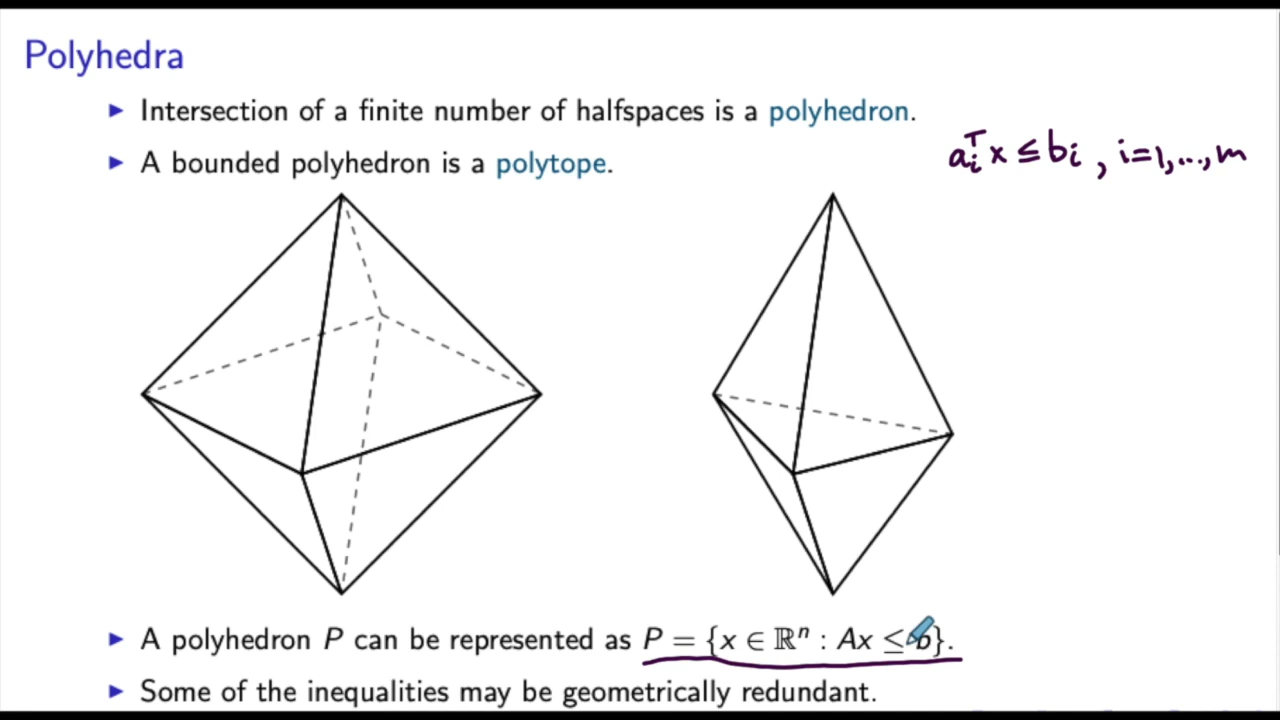 Polyhedra
▶ Intersection of a finite number of halfspaces is a polyhedron.
aᵢᵀx ≤ bᵢ , i=1,...,m
▶ A bounded polyhedron is a polytope.
▶ A polyhedron P can be represented as P = {x ∈ ℝⁿ : Ax ≤ b}.
▶ Some of the inequalities may be geometrically redundant.